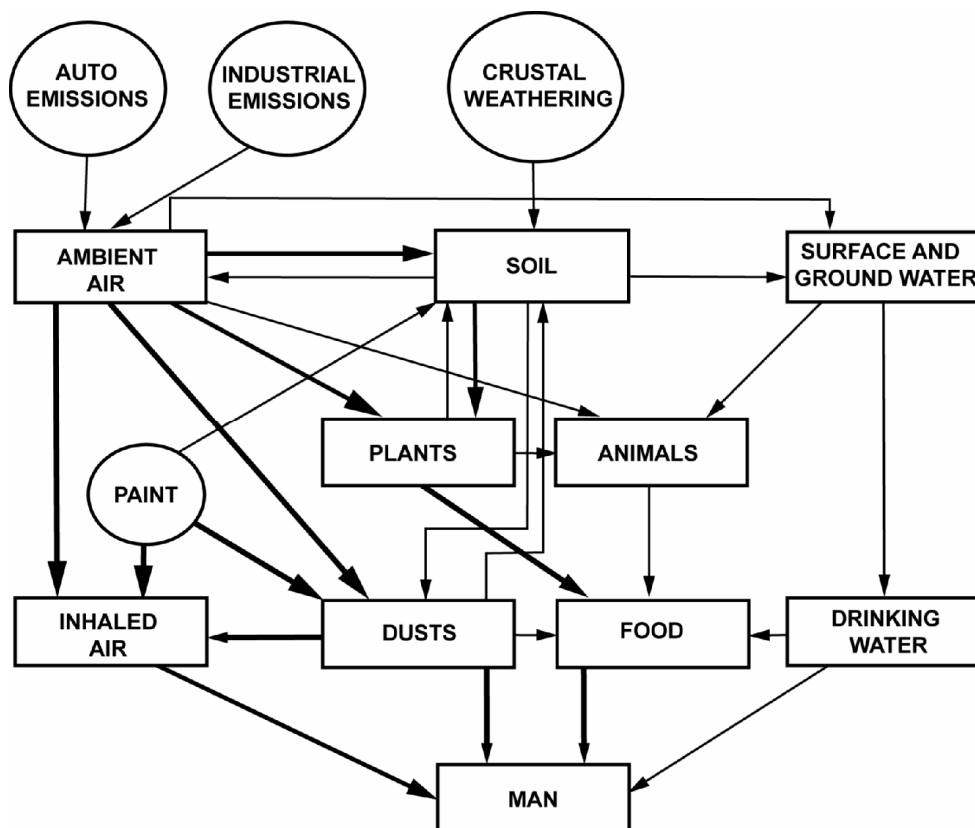 AUTO
EMISSIONS
INDUSTRIAL
EMISSIONS
CRUSTAL
WEATHERING
AMBIENT
AIR
SOIL
SURFACE AND
GROUND WATER
PLANTS
ANIMALS
PAINT
INHALED
AIR
DUSTS
FOOD
DRINKING
WATER
MAN